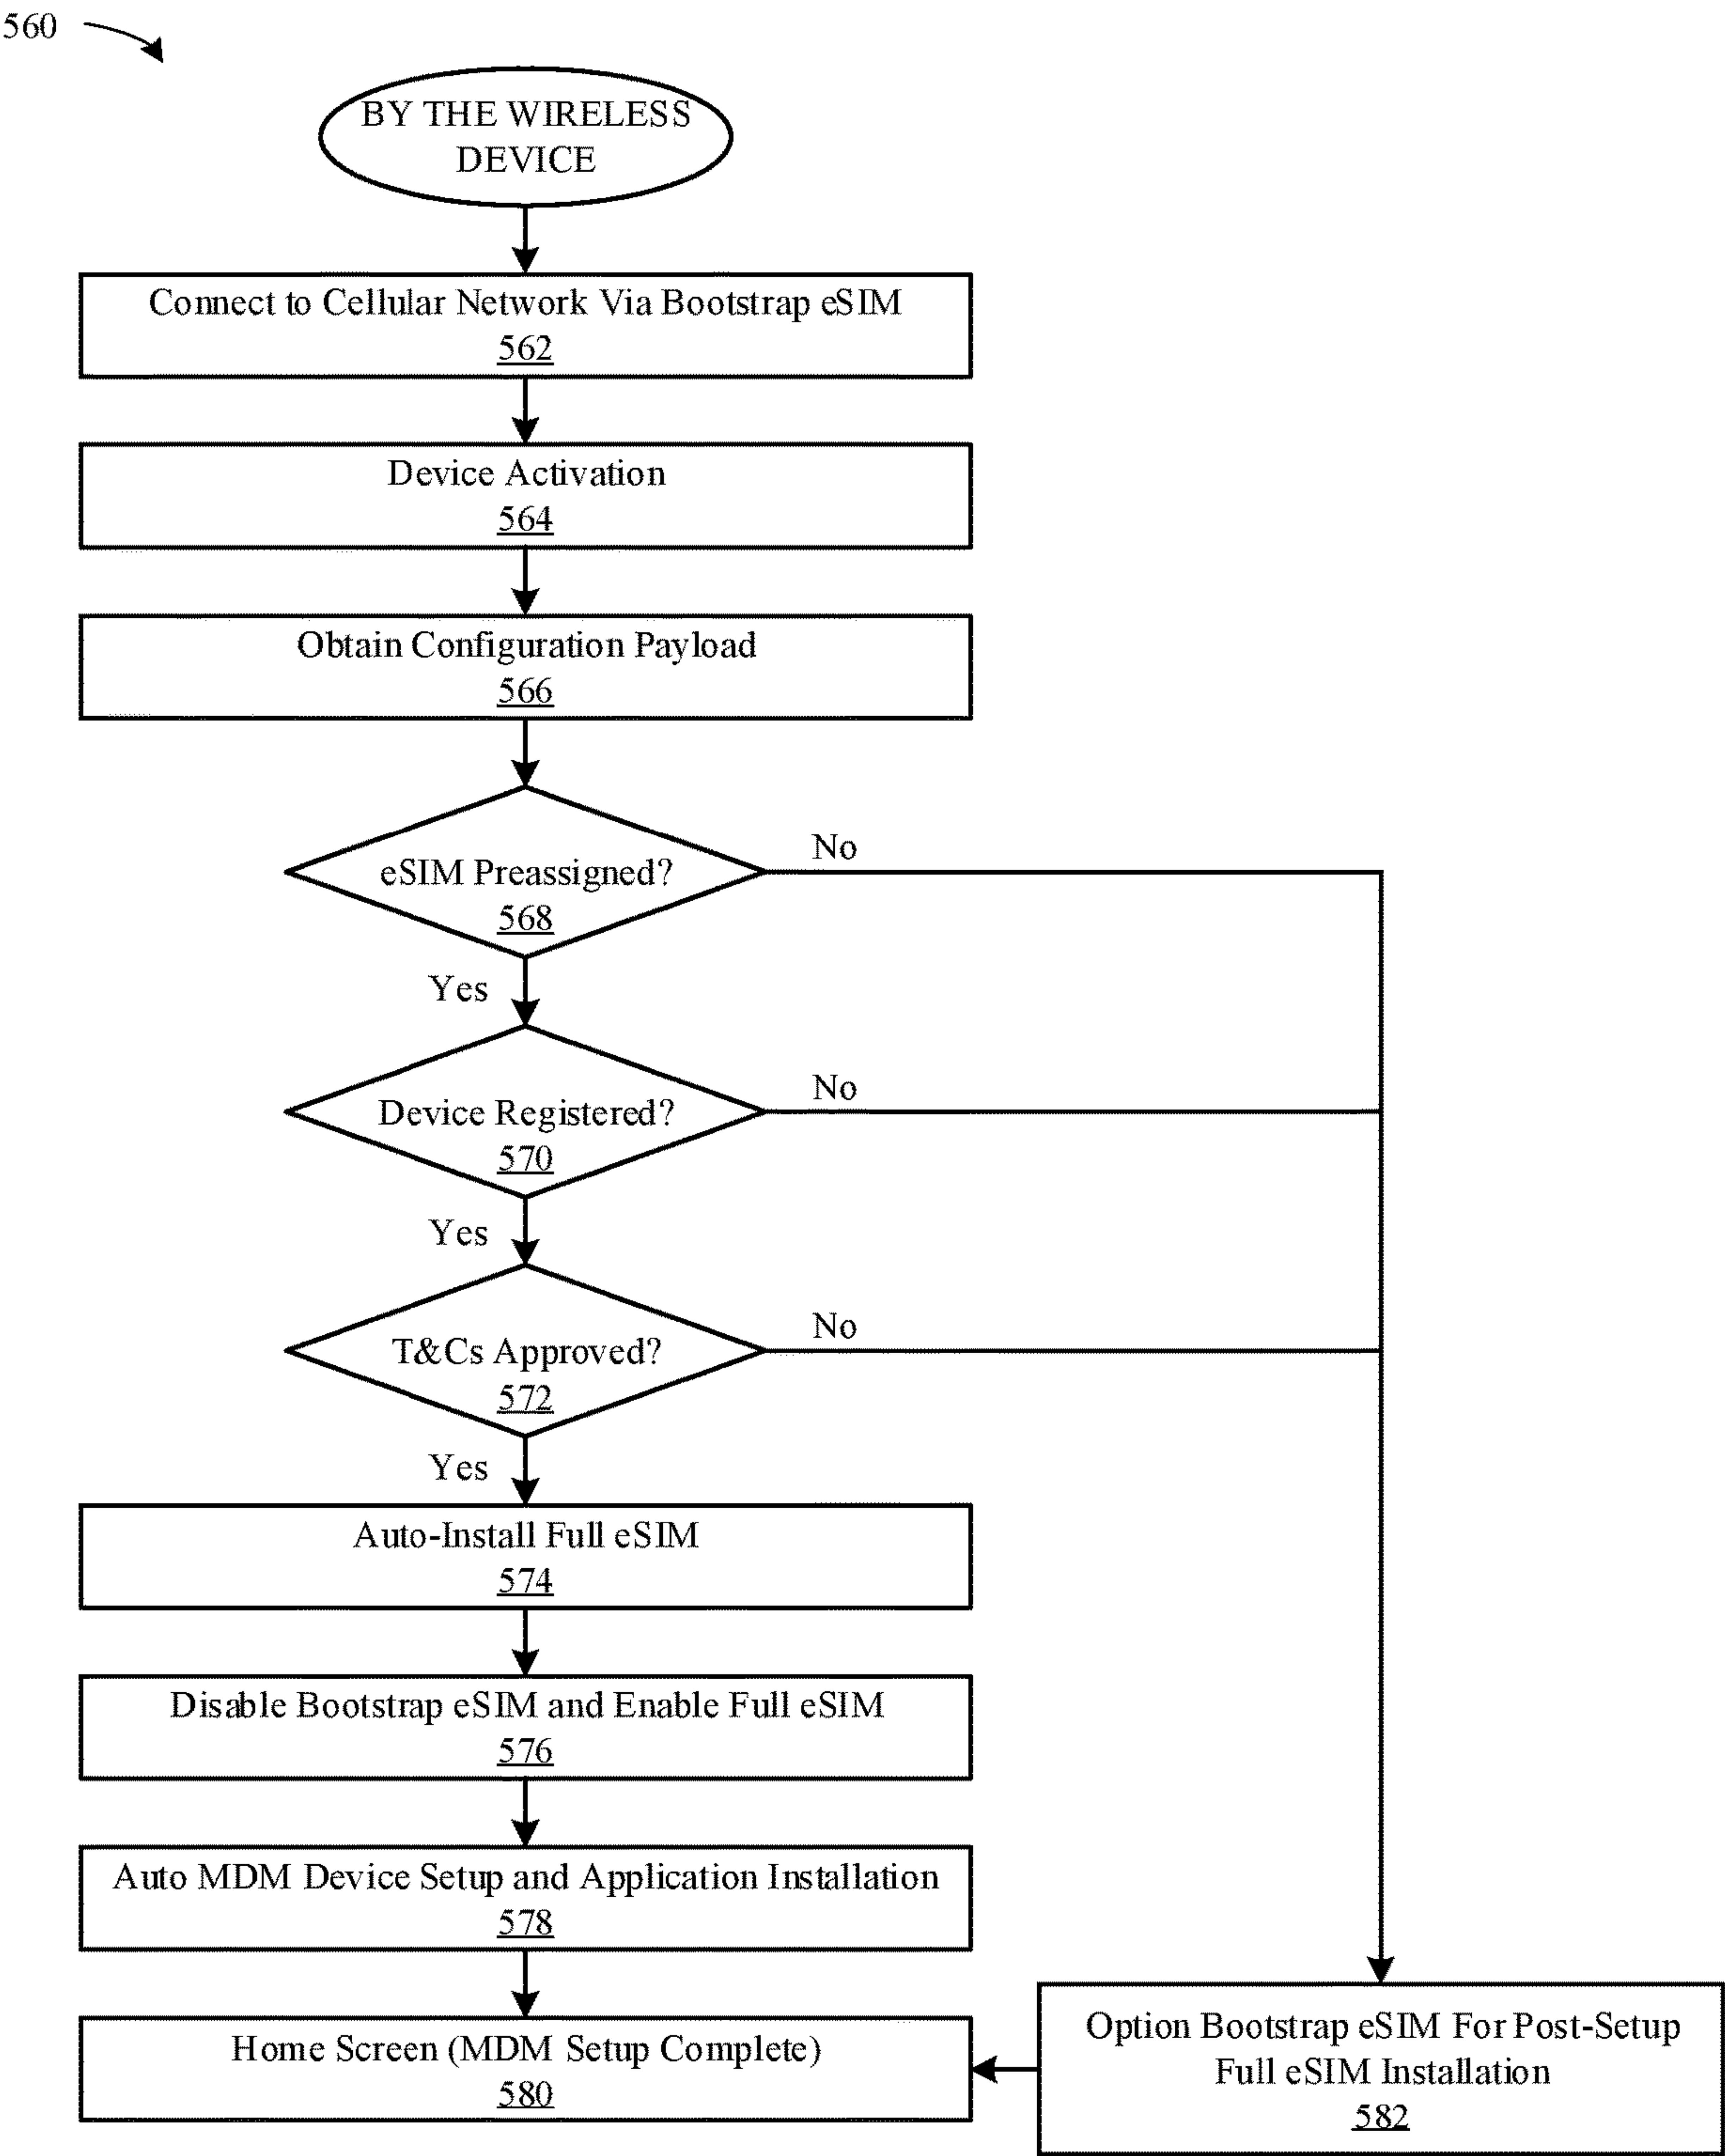 560
BY THE WIRELESS
DEVICE
Connect to Cellular Network Via Bootstrap eSIM
562
Device Activation
564
Obtain Configuration Payload
566
eSIM Preassigned?
568
No
Yes
Device Registered?
570
No
Yes
T&Cs Approved?
572
No
Yes
Auto-Install Full eSIM
574
Disable Bootstrap eSIM and Enable Full eSIM
576
Auto MDM Device Setup and Application Installation
578
Home Screen (MDM Setup Complete)
580
Option Bootstrap eSIM For Post-Setup
Full eSIM Installation
582